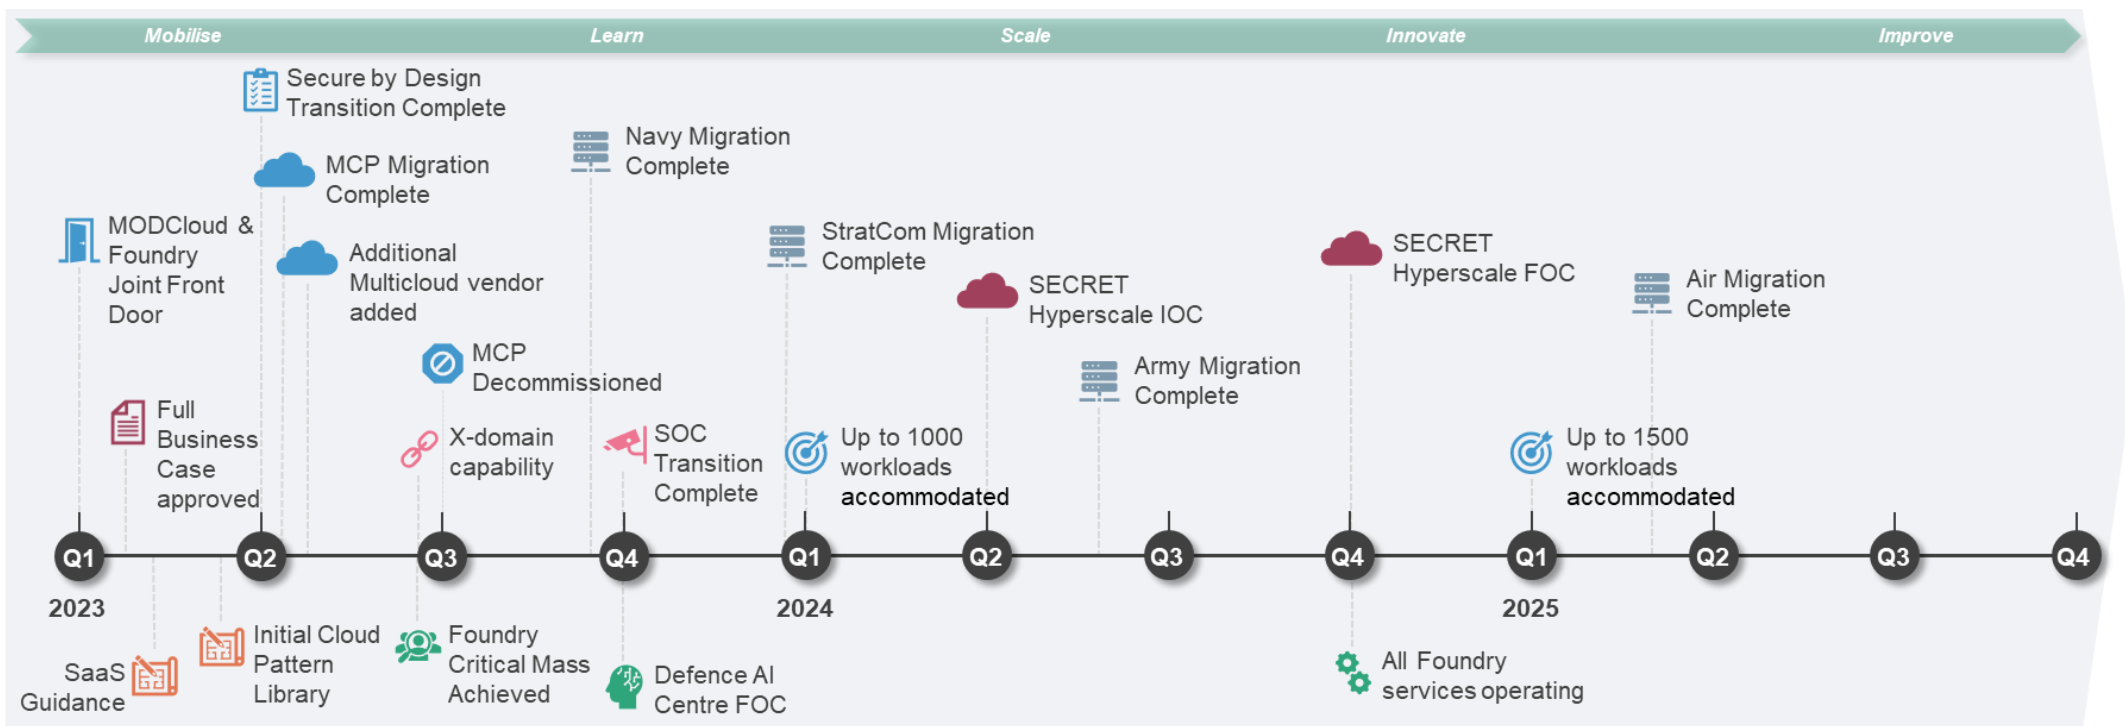 Mobilise
Learn
Scale
Innovate
Improve
Secure by Design
Transition Complete
MCP Migration
Complete
MODCloud &
Foundry
Joint Front
Door
Additional
Multicloud vendor
added
Navy Migration
Complete
StratCom Migration
Complete
SECRET
Hyperscale IOC
SECRET
Hyperscale FOC
Air Migration
Complete
MCP
Decommissioned
Army Migration
Complete
Full
Business
Case
approved
X-domain
capability
SOC
Transition
Complete
Up to 1000
workloads
accommodated
Up to 1500
workloads
accommodated
Q1
Q2
Q3
Q4
Q1
Q2
Q3
Q4
Q1
Q2
Q3
Q4
2023
2024
2025
SaaS
Guidance
Initial Cloud
Pattern
Library
Foundry
Critical Mass
Achieved
Defence AI
Centre FOC
All Foundry
services operating